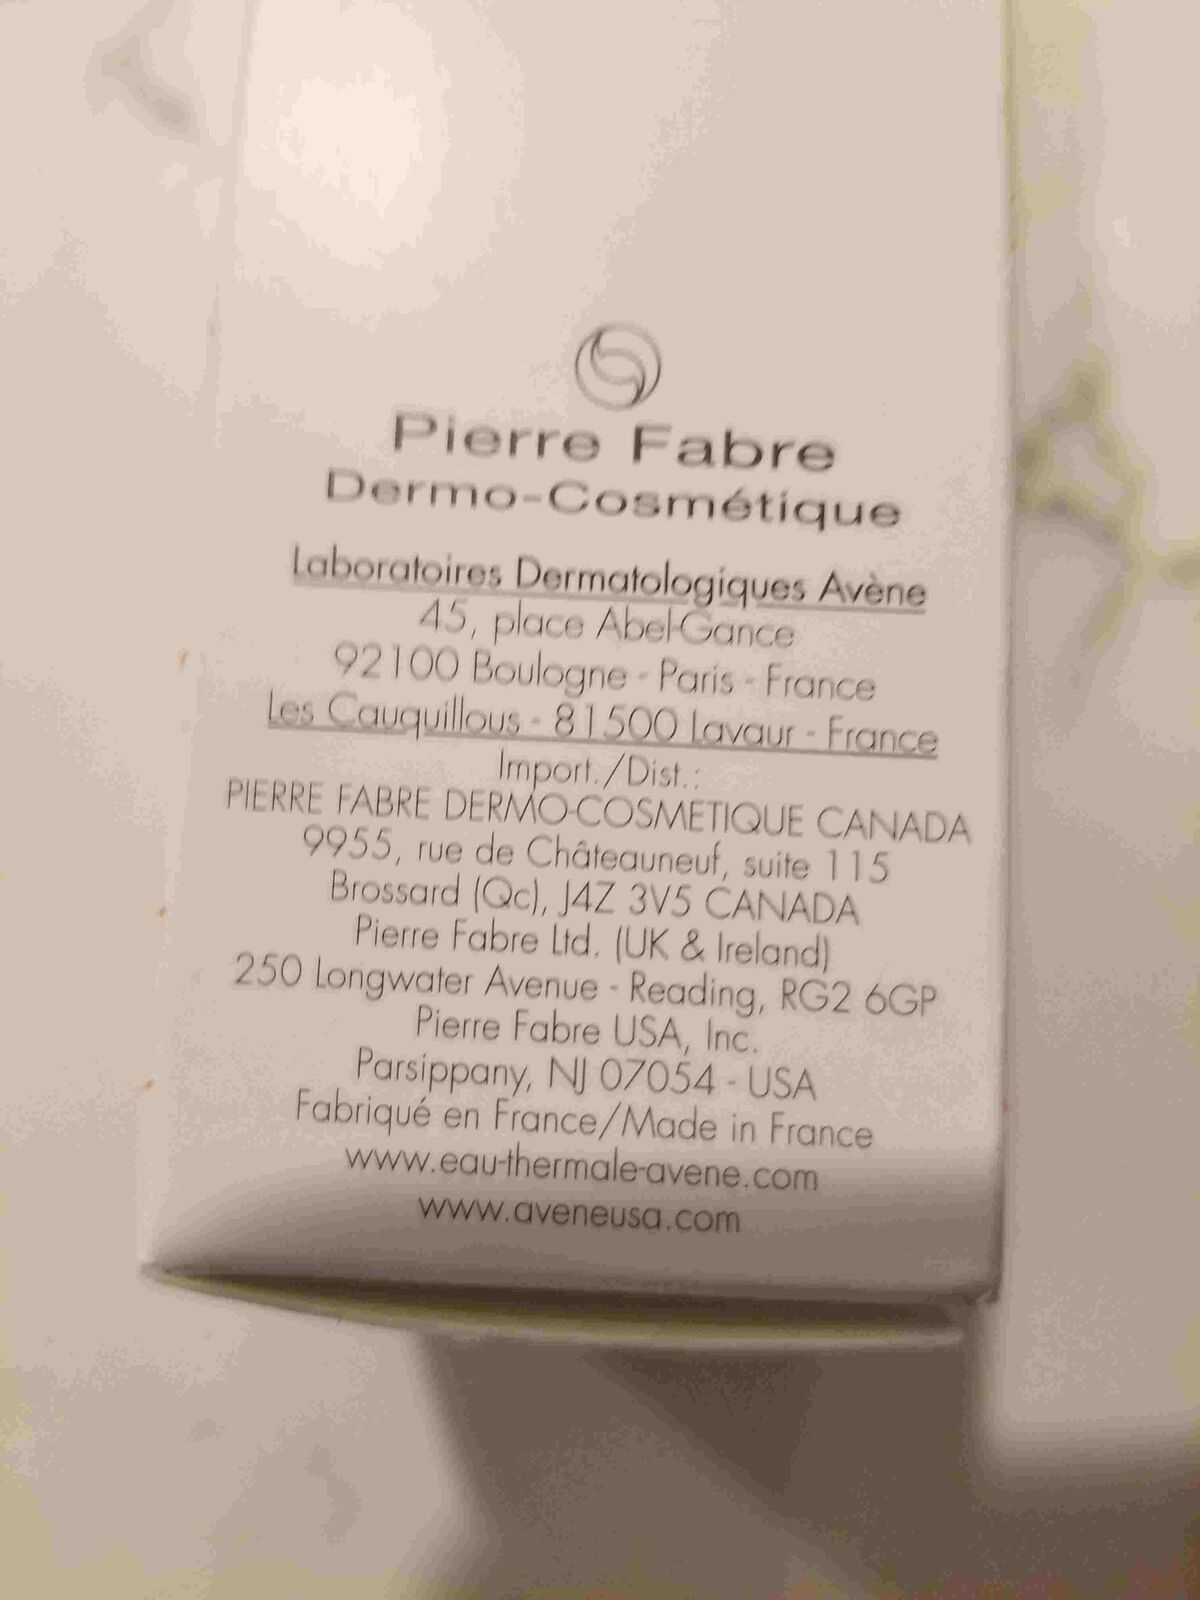 Pierre Fabre
Dermo-Cosmétique
Laboratoires Dermatologiques Avène
45, place Abel-Gance
92100 Boulogne - Paris - France
Les Cauquillous - 81500 Lavaur - France
Import./Dist.:
PIERRE FABRE DERMO-COSMETIQUE CANADA
9955, rue de Châteauneuf, suite 115
Brossard (Qc), J4Z 3V5 CANADA
Pierre Fabre Ltd. (UK & Ireland)
250 Longwater Avenue - Reading, RG2 6GP
Pierre Fabre USA, Inc.
Parsippany, NJ 07054 - USA
Fabriqué en France/Made in France
www.eau-thermale-avene.com
www.aveneusa.com